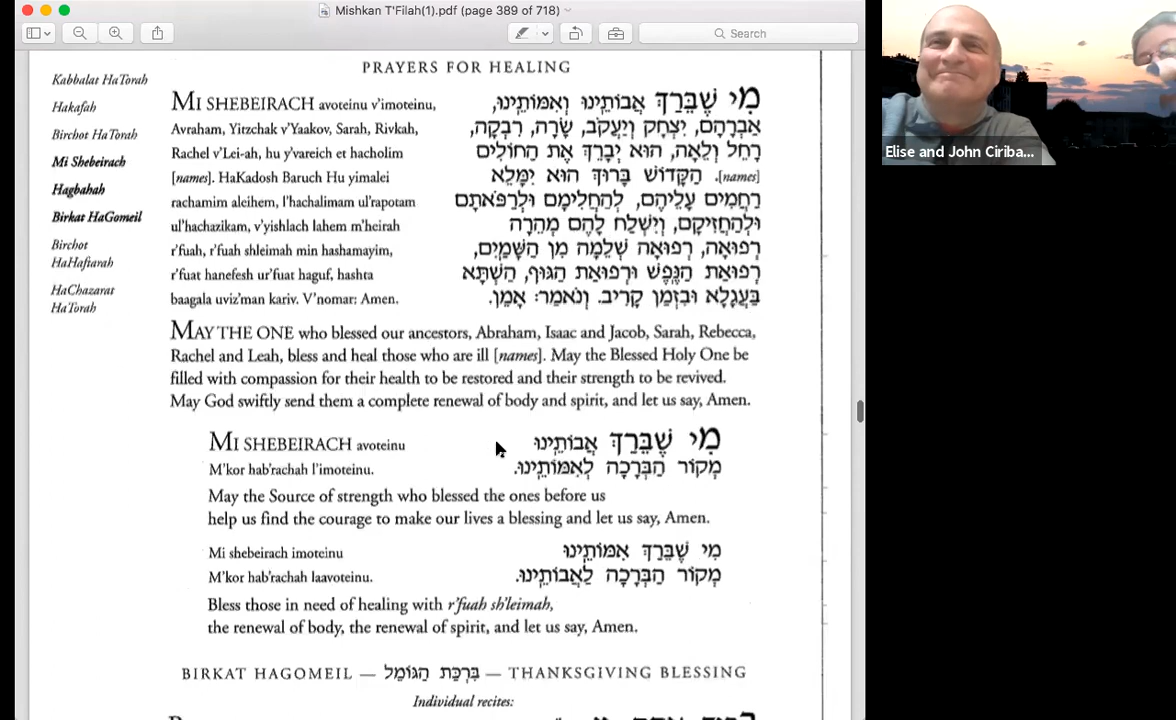 Mishkan T'Filah(1).pdf (page 389 of 718)
Search
Kabbalat HaTorah
Hakafah
Birchot HaTorah
Mi Shebeirach
Hagbahah
Birkat HaGomeil
Birchot
HaHaftarah
HaChazarat
HaTorah
PRAYERS FOR HEALING
MI SHEBEIRACH avoteinu v'imoteinu,
Avraham, Yitzchak v'Yaakov, Sarah, Rivkah,
Rachel v'Lei-ah, hu y'vareich et hacholim
[names]. HaKadosh Baruch Hu yimalei
rachamim aleihem, l'hachalimam ul'rapotam
ul'hachazikam, v'yishlach lahem m'heirah
r'fuah, r'fuah shleimah min hashamayim,
r'fuat hanefesh ur'fuat haguf, hashta
baagala uviz'man kariv. V'nomar: Amen.
מִי שֶׁבֵּרַךְ אֲבוֹתֵֽינוּ וְאִמּוֹתֵֽינוּ,
אַבְרָהָם, יִצְחָק וְיַעֲקֹב, שָׂרָה, רִבְקָה,
רָחֵל וְלֵאָה, הוּא יְבָרֵךְ אֶת הַחוֹלִים
[names]. הַקָּדוֹשׁ בָּרוּךְ הוּא יִמָּלֵא
רַחֲמִים עֲלֵיהֶם, לְהַחֲלִימָם וּלְרַפֹּאתָם
וּלְהַחֲזִיקָם, וְיִשְׁלַח לָהֶם מְהֵרָה
רְפוּאָה, רְפוּאָה שְׁלֵמָה מִן הַשָּׁמַֽיִם,
רְפוּאַת הַנֶּֽפֶשׁ וּרְפוּאַת הַגּוּף, הַשְׁתָּא
בַּעֲגָלָא וּבִזְמַן קָרִיב. וְנֹאמַר: אָמֵן.
MAY THE ONE who blessed our ancestors, Abraham, Isaac and Jacob, Sarah, Rebecca,
Rachel and Leah, bless and heal those who are ill [names]. May the Blessed Holy One be
filled with compassion for their health to be restored and their strength to be revived.
May God swiftly send them a complete renewal of body and spirit, and let us say, Amen.
MI SHEBEIRACH avoteinu
M'kor hab'rachah l'imoteinu.
מִי שֶׁבֵּרַךְ אֲבוֹתֵֽינוּ
מְקוֹר הַבְּרָכָה לְאִמּוֹתֵֽינוּ.
May the Source of strength who blessed the ones before us
help us find the courage to make our lives a blessing and let us say, Amen.
Mi shebeirach imoteinu
M'kor hab'rachah laavoteinu.
מִי שֶׁבֵּרַךְ אִמּוֹתֵֽינוּ
מְקוֹר הַבְּרָכָה לַאֲבוֹתֵֽינוּ.
Bless those in need of healing with r'fuah sh'leimah,
the renewal of body, the renewal of spirit, and let us say, Amen.
BIRKAT HAGOMEIL — בִּרְכַּת הַגּוֹמֵל — THANKSGIVING BLESSING
Individual recites:
Elise and John Ciriba...